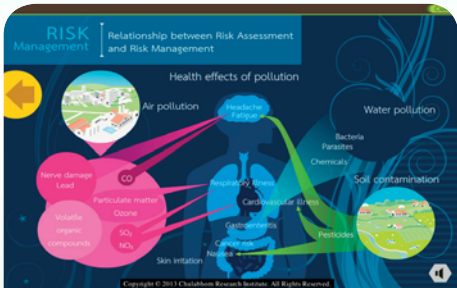 RISK
Management
Relationship between Risk Assessment
and Risk Management
Health effects of pollution
Air pollution
Headache
Fatigue
Water pollution
Bacteria
Parasites
Chemicals
Nerve damage
Lead
CO
Respiratory illness
Soil contamination
Particulate matter
Cardiovascular illness
Ozone
Volatile
organic
compounds
SO₂
NOₓ
Gastroenteritis
Pesticides
Cancer risk
Nausea
Skin irritation
Copyright © 2013 Chulabhorn Research Institute. All Rights Reserved.